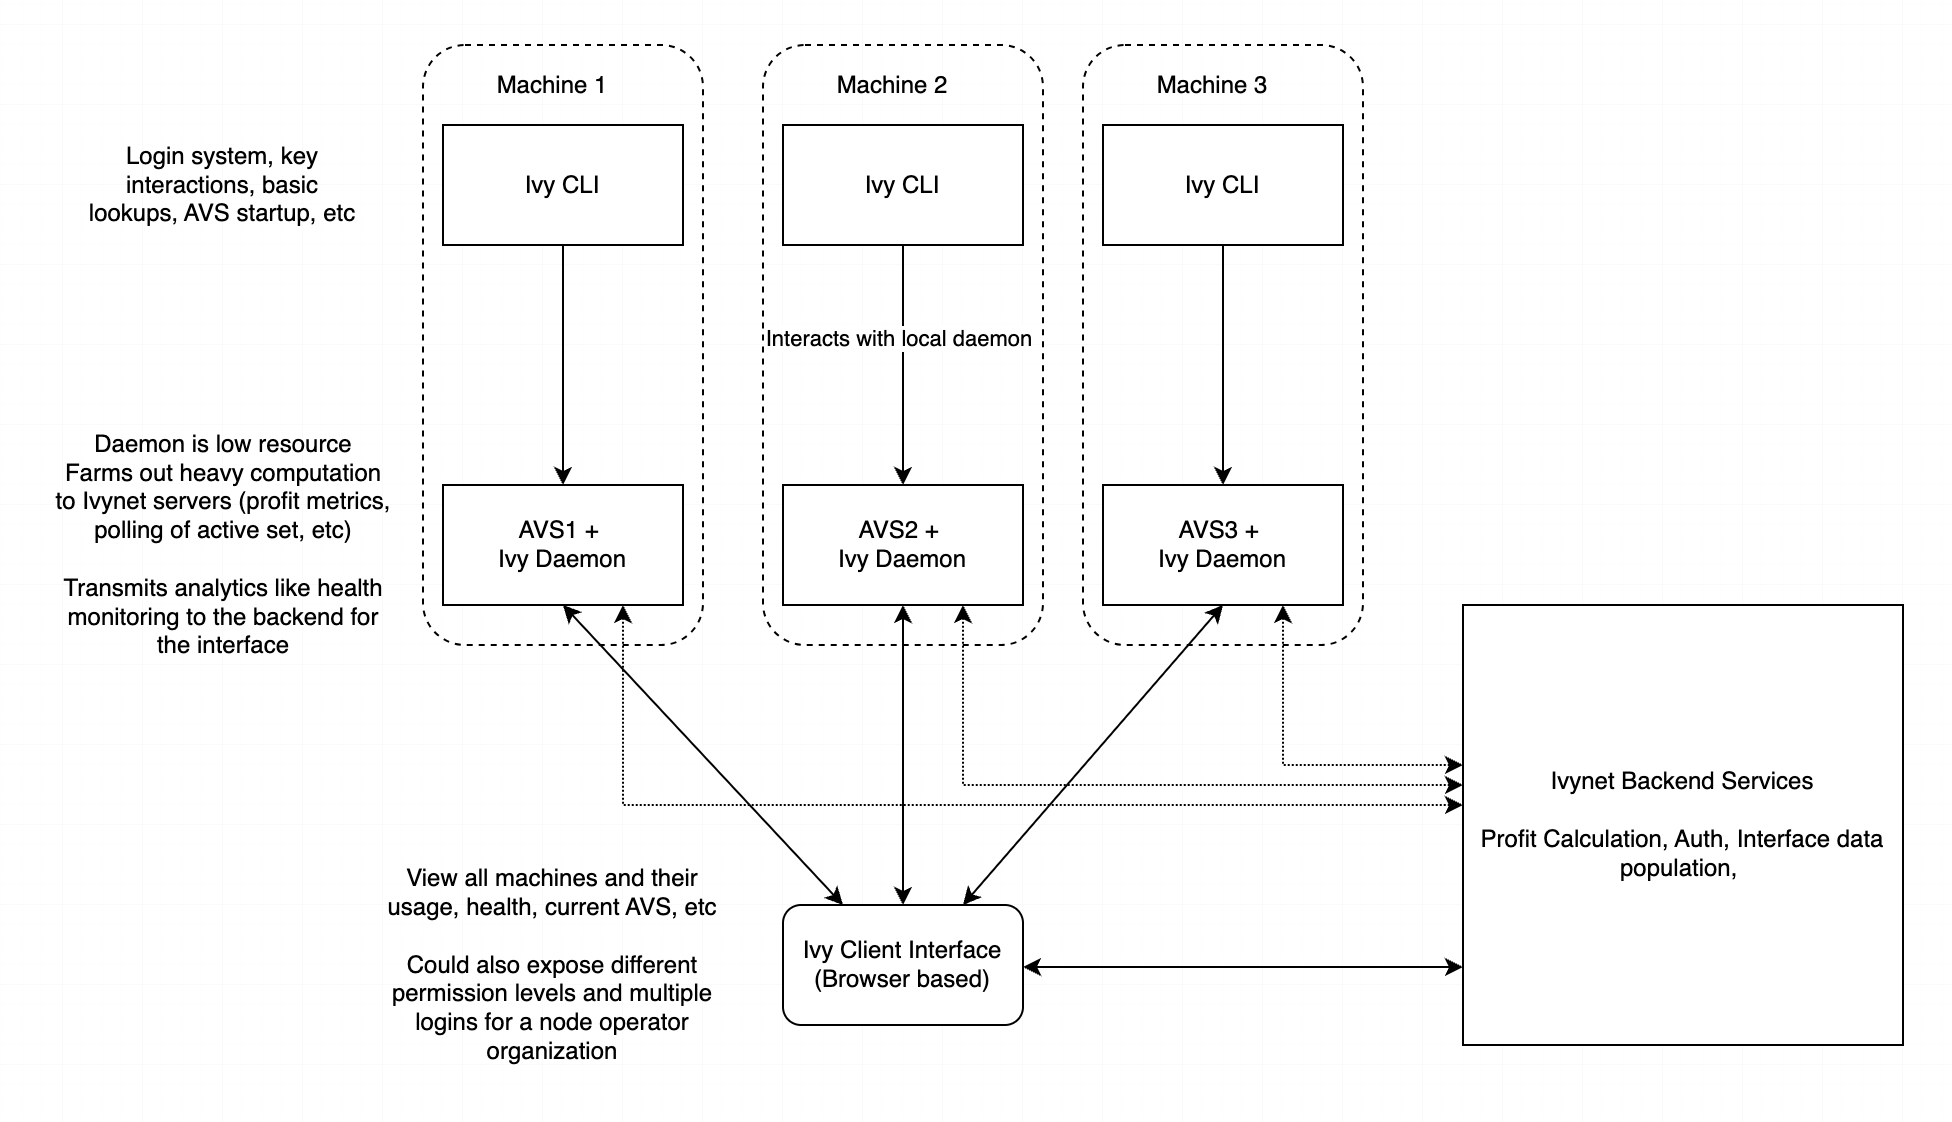 Machine 1
Machine 2
Machine 3
Login system, key
interactions, basic
lookups, AVS startup, etc
Ivy CLI
Ivy CLI
Ivy CLI
Interacts with local daemon
Daemon is low resource
Farms out heavy computation
to Ivynet servers (profit metrics,
polling of active set, etc)
Transmits analytics like health
monitoring to the backend for
the interface
AVS1 +
Ivy Daemon
AVS2 +
Ivy Daemon
AVS3 +
Ivy Daemon
Ivynet Backend Services
Profit Calculation, Auth, Interface data
population,
View all machines and their
usage, health, current AVS, etc
Could also expose different
permission levels and multiple
logins for a node operator
organization
Ivy Client Interface
(Browser based)